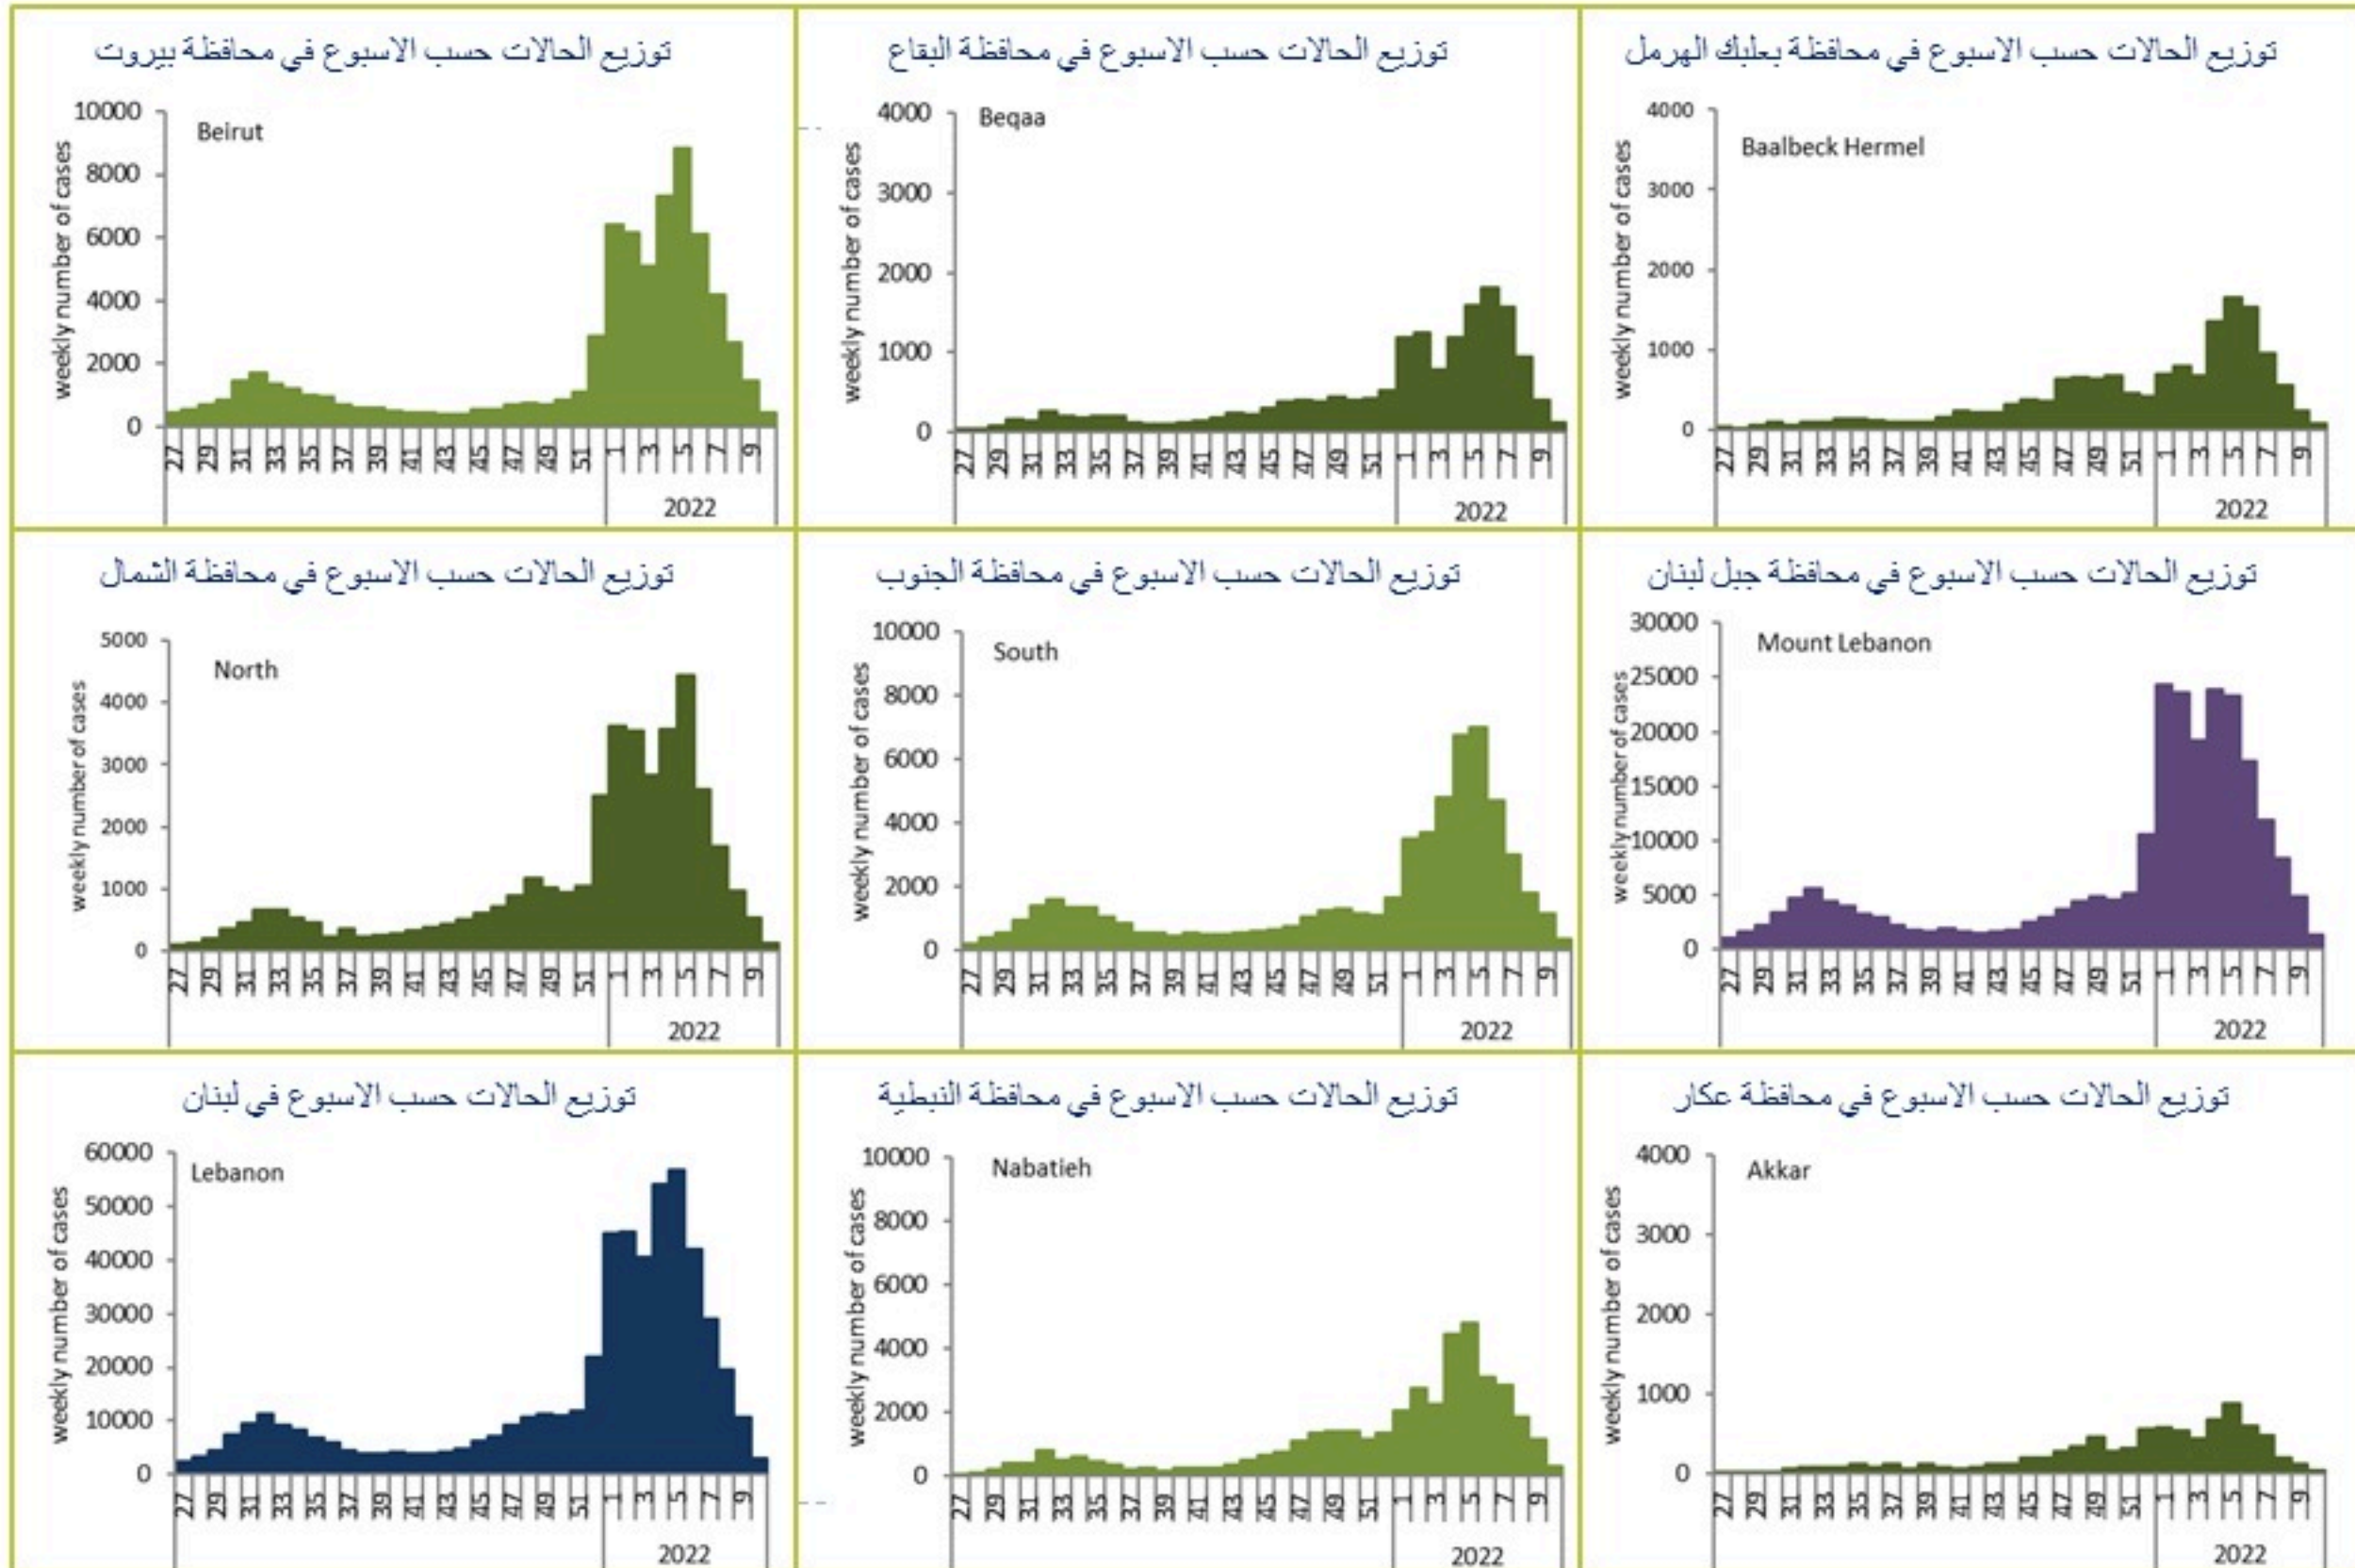 توزيع الحالات حسب الاسبوع في محافظة بيروت
10000
8000
6000
4000
2000
0
weekly number of cases
Beirut
27 29 31 33 35 37 39 41 43 45 47 49 51 1 3 5 7 9
2022
توزيع الحالات حسب الاسبوع في محافظة البقاع
4000
3000
2000
1000
0
weekly number of cases
Beqaa
27 29 31 33 35 37 39 41 43 45 47 49 51 1 3 5 7 9
2022
توزيع الحالات حسب الاسبوع في محافظة بعلبك الهرمل
4000
3000
2000
1000
0
weekly number of cases
Baalbeck Hermel
27 29 31 33 35 37 39 41 43 45 47 49 51 1 3 5 7 9
2022
توزيع الحالات حسب الاسبوع في محافظة الشمال
5000
4000
3000
2000
1000
0
weekly number of cases
North
27 29 31 33 35 37 39 41 43 45 47 49 51 1 3 5 7 9
2022
توزيع الحالات حسب الاسبوع في محافظة الجنوب
10000
8000
6000
4000
2000
0
weekly number of cases
South
27 29 31 33 35 37 39 41 43 45 47 49 51 1 3 5 7 9
2022
توزيع الحالات حسب الاسبوع في محافظة جبل لبنان
30000
25000
20000
15000
10000
5000
0
weekly number of cases
Mount Lebanon
27 29 31 33 35 37 39 41 43 45 47 49 51 1 3 5 7 9
2022
توزيع الحالات حسب الاسبوع في لبنان
60000
50000
40000
30000
20000
10000
0
weekly number of cases
Lebanon
27 29 31 33 35 37 39 41 43 45 47 49 51 1 3 5 7 9
2022
توزيع الحالات حسب الاسبوع في محافظة النبطية
10000
8000
6000
4000
2000
0
weekly number of cases
Nabatieh
27 29 31 33 35 37 39 41 43 45 47 49 51 1 3 5 7 9
2022
توزيع الحالات حسب الاسبوع في محافظة عكار
4000
3000
2000
1000
0
weekly number of cases
Akkar
27 29 31 33 35 37 39 41 43 45 47 49 51 1 3 5 7 9
2022